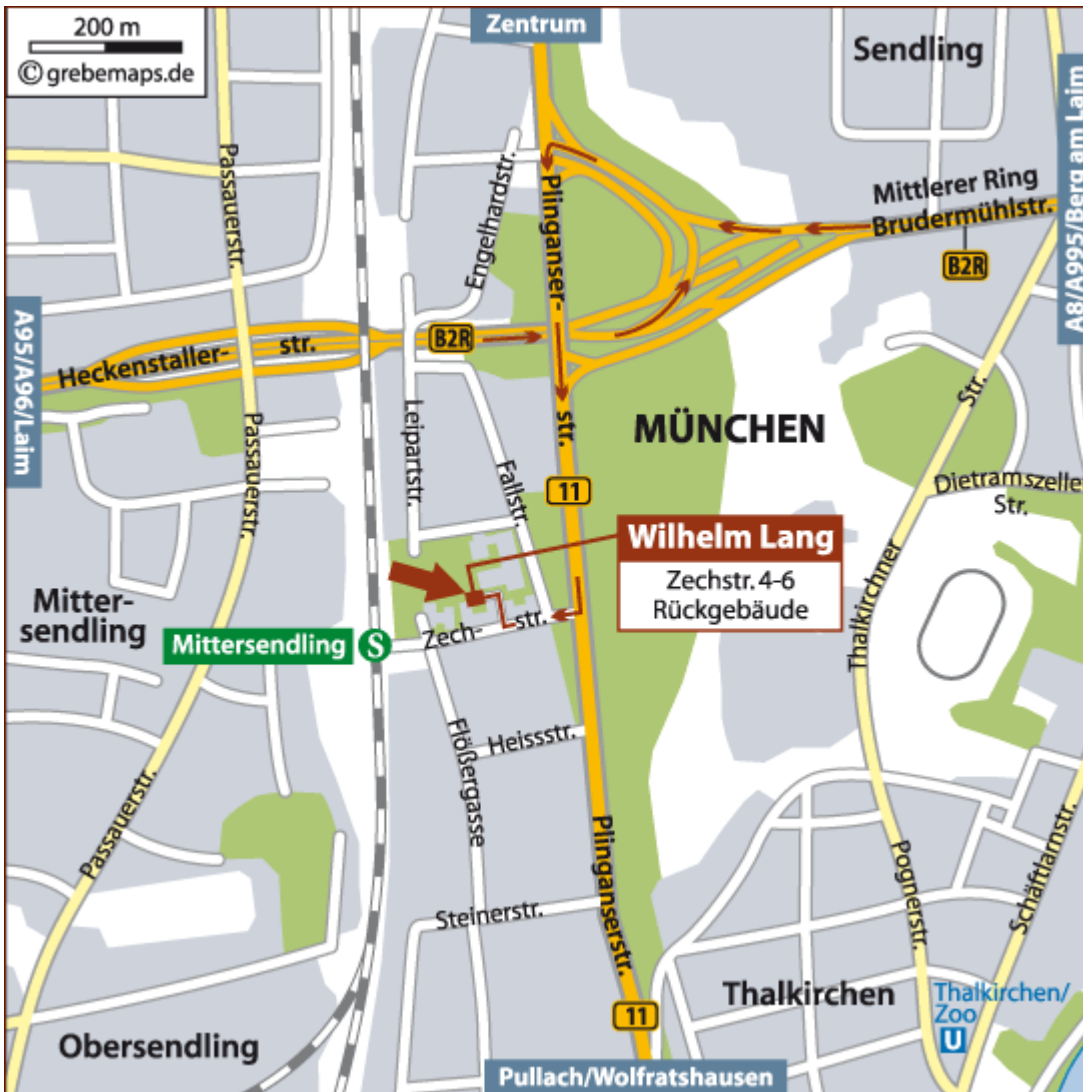 200 m
© grebemaps.de
Zentrum
Sendling
A8/A995/Berg am Laim
Passauerstr.
Engelhardstr.
Plinganser-
str.
Mittlerer Ring
Brudermühlstr.
B2R
B2R
A95/A96/Laim
Heckenstaller-
str.
Leipartstr.
Passauerstr.
Fallstr.
MÜNCHEN
Str.
Thalkirchner
Dietramszeller
Str.
11
Wilhelm Lang
Zechstr. 4-6
Rückgebäude
Mitter-
sendling
Mittersendling
S
Zech-
str.
Heissstr.
Flößergasse
Passauerstr.
Plinganserstr.
Steinerstr.
Pognerstr.
Schäftlarnstr.
Thalkirchen
Thalkirchen/
Zoo
U
11
Obersendling
Pullach/Wolfratshausen